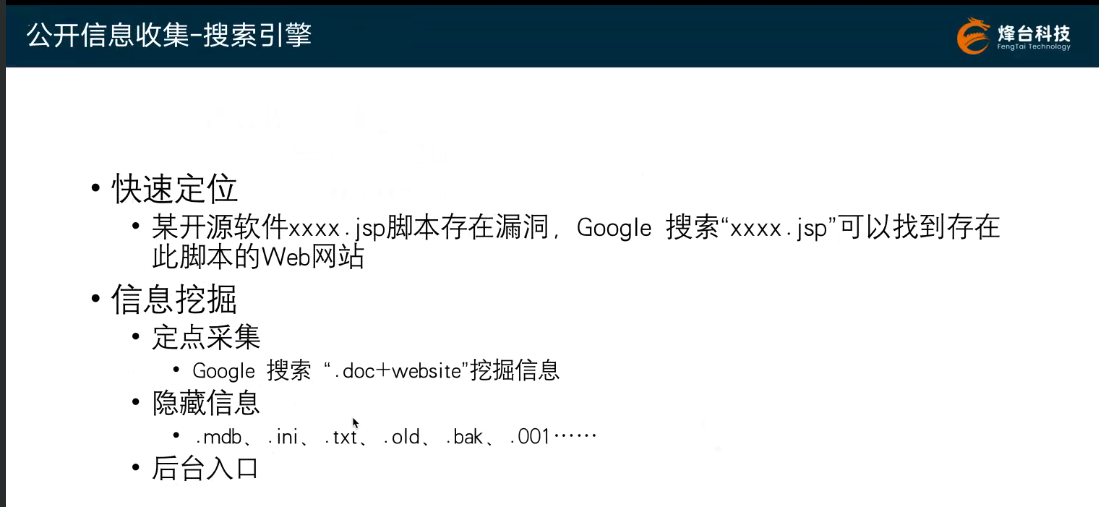 公开信息收集-搜索引擎
烽台科技
FengTai Technology
• 快速定位
• 某开源软件xxxx.jsp脚本存在漏洞，Google 搜索“xxxx.jsp”可以找到存在
此脚本的Web网站
• 信息挖掘
• 定点采集
• Google 搜索 “.doc+website”挖掘信息
• 隐藏信息
• .mdb、.ini、.txt、.old、.bak、.001……
• 后台入口